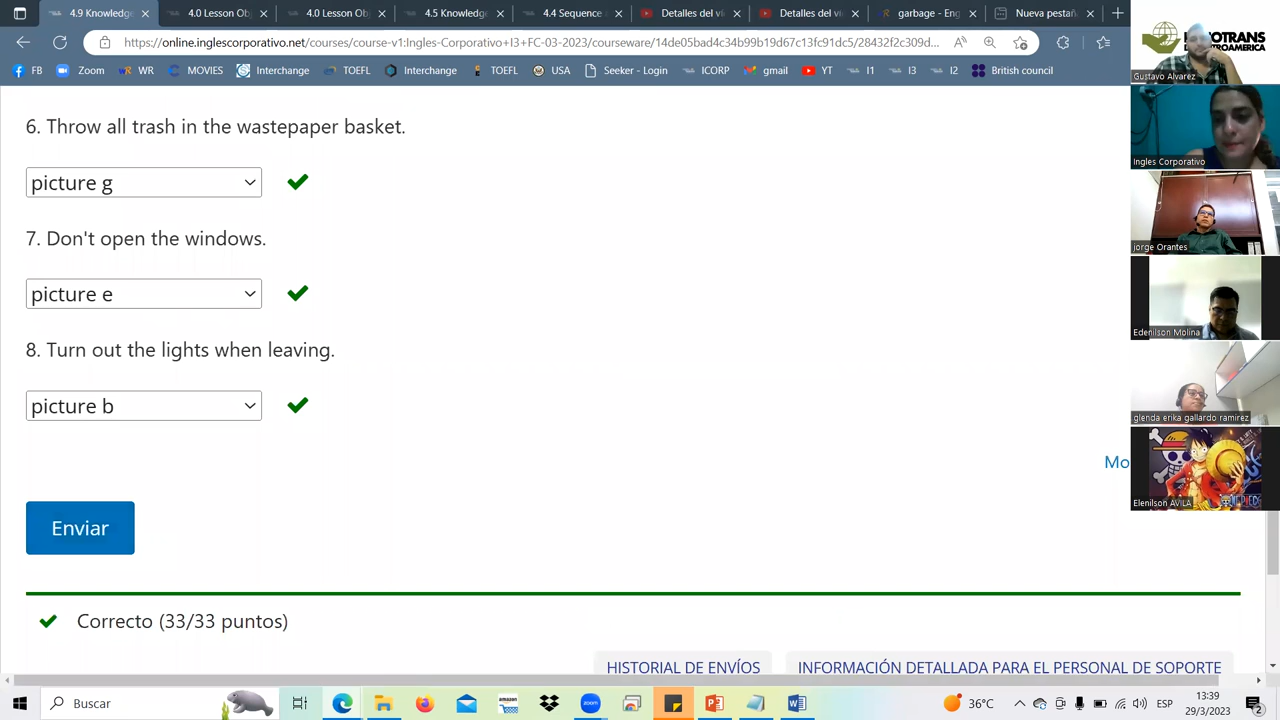 4.9 Knowledge
4.0 Lesson Ob
4.0 Lesson Ob
4.5 Knowledge
4.4 Sequence
Detalles del ví
Detalles del ví
garbage - Eng
Nueva pestañ
https://online.inglescorporativo.net/courses/course-v1:Ingles-Corporativo+I3+FC-03-2023/courseware/14de05bad4c34b99b19d67c13fc91dc5/28432f2c309d...
FB Zoom WR MOVIES Interchange TOEFL Interchange TOEFL USA Seeker - Login ICORP gmail YT I1 I3 I2 British council
6. Throw all trash in the wastepaper basket.
picture g
7. Don't open the windows.
picture e
8. Turn out the lights when leaving.
picture b
Mo
Enviar
Correcto (33/33 puntos)
HISTORIAL DE ENVÍOS
INFORMACIÓN DETALLADA PARA EL PERSONAL DE SOPORTE
Gustavo Alvarez
Ingles Corporativo
jorge Orantes
Edenilson Molina
glenda erika gallardo ramirez
Elenilson AVILA
Buscar
36°C
ESP
13:39
29/3/2023
2